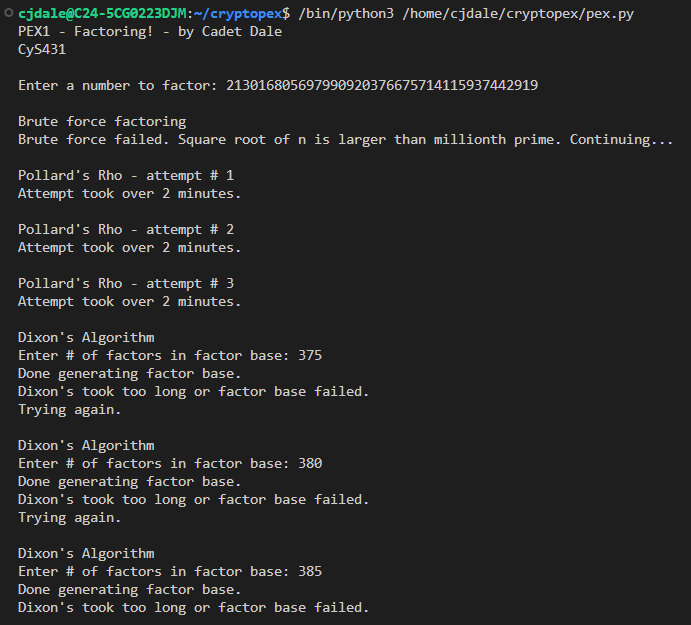 cjdale@C24-5CG0223DJM:~/cryptopex$ /bin/python3 /home/cjdale/cryptopex/pex.py
PEX1 - Factoring! - by Cadet Dale
CyS431
Enter a number to factor: 2130168056979909203766757141159374429​19
Brute force factoring
Brute force failed. Square root of n is larger than millionth prime. Continuing...
Pollard's Rho - attempt # 1
Attempt took over 2 minutes.
Pollard's Rho - attempt # 2
Attempt took over 2 minutes.
Pollard's Rho - attempt # 3
Attempt took over 2 minutes.
Dixon's Algorithm
Enter # of factors in factor base: 375
Done generating factor base.
Dixon's took too long or factor base failed.
Trying again.
Dixon's Algorithm
Enter # of factors in factor base: 380
Done generating factor base.
Dixon's took too long or factor base failed.
Trying again.
Dixon's Algorithm
Enter # of factors in factor base: 385
Done generating factor base.
Dixon's took too long or factor base failed.